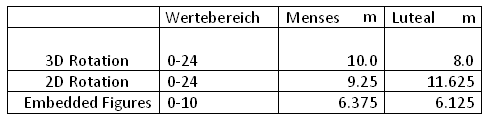 Wertebereich Menses m Luteal m
3D Rotation 0-24 10.0 8.0
2D Rotation 0-24 9.25 11.625
Embedded Figures 0-10 6.375 6.125